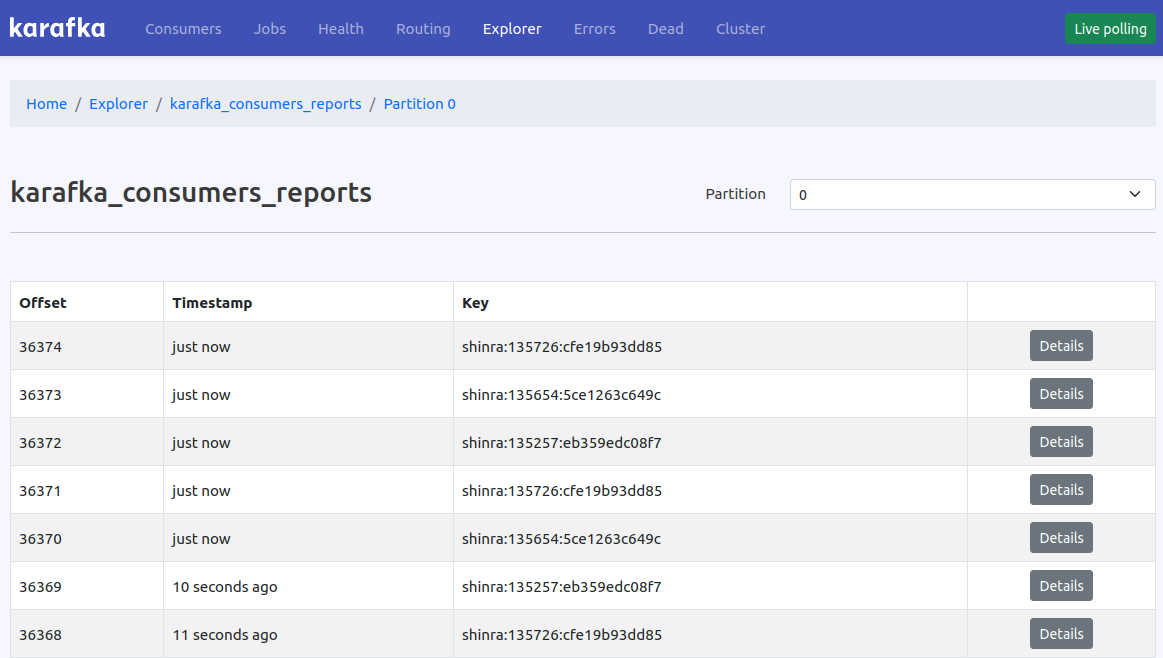 karafka Consumers Jobs Health Routing Explorer Errors Dead Cluster Live polling
Home / Explorer / karafka_consumers_reports / Partition 0
karafka_consumers_reports Partition 0
Offset Timestamp Key
36374 just now shinra:135726:cfe19b93dd85 Details
36373 just now shinra:135654:5ce1263c649c Details
36372 just now shinra:135257:eb359edc08f7 Details
36371 just now shinra:135726:cfe19b93dd85 Details
36370 just now shinra:135654:5ce1263c649c Details
36369 10 seconds ago shinra:135257:eb359edc08f7 Details
36368 11 seconds ago shinra:135726:cfe19b93dd85 Details